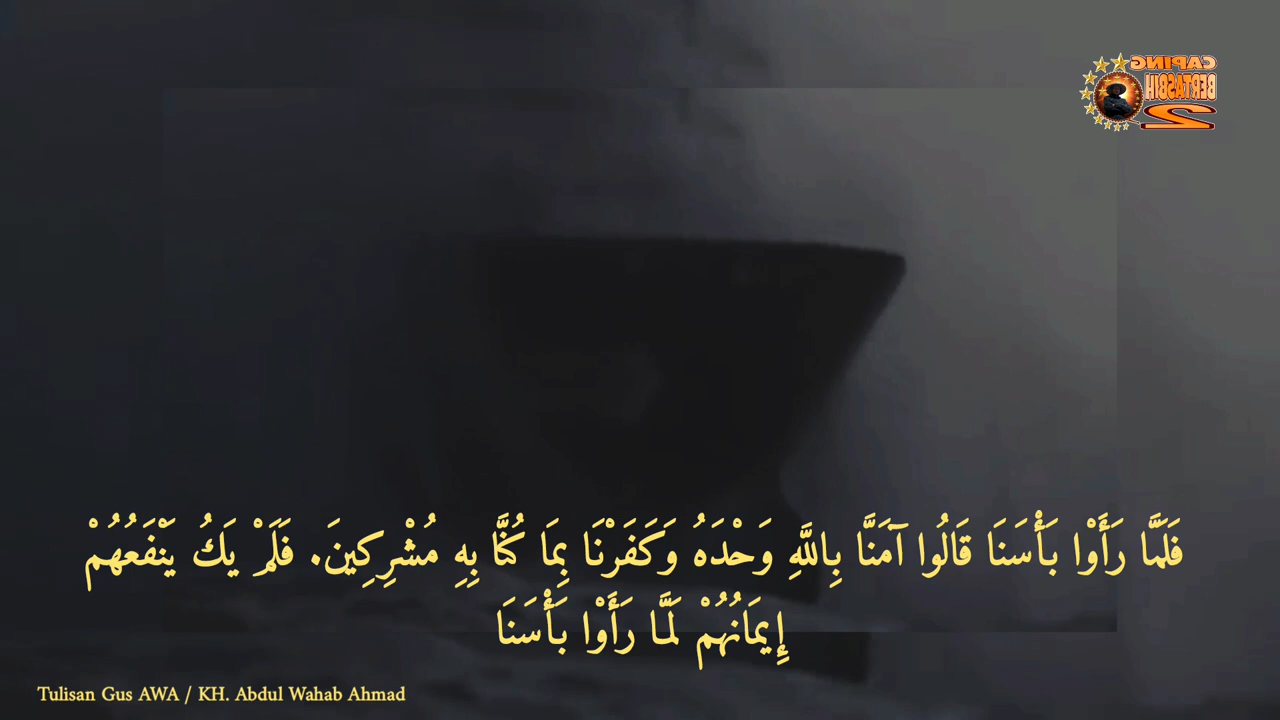 CAPING
BERTASBIH
2
فَلَمَّا رَأَوْا بَأْسَنَا قَالُوا آمَنَّا بِاللَّهِ وَحْدَهُ وَكَفَرْنَا بِمَا كُنَّا بِهِ مُشْرِكِينَ. فَلَمْ يَكُ يَنْفَعُهُمْ
إِيمَانُهُمْ لَمَّا رَأَوْا بَأْسَنَا
Tulisan Gus AWA / KH. Abdul Wahab Ahmad